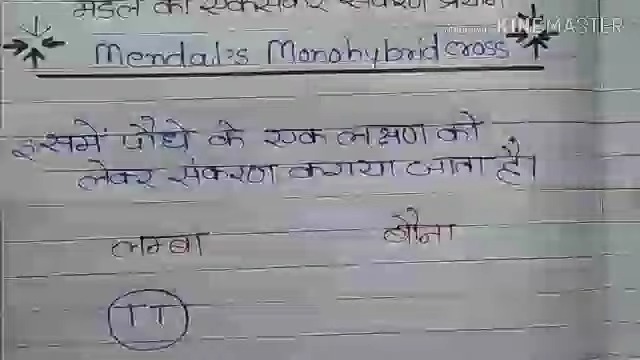 मेंडल का एकसंकर संकरण प्रयोग
Mendal's Monohybrid cross
इसमें पौधे के एक लक्षण को
लेकर संकरण कराया जाता है।
लम्बा बौना
TT
KINEMASTER